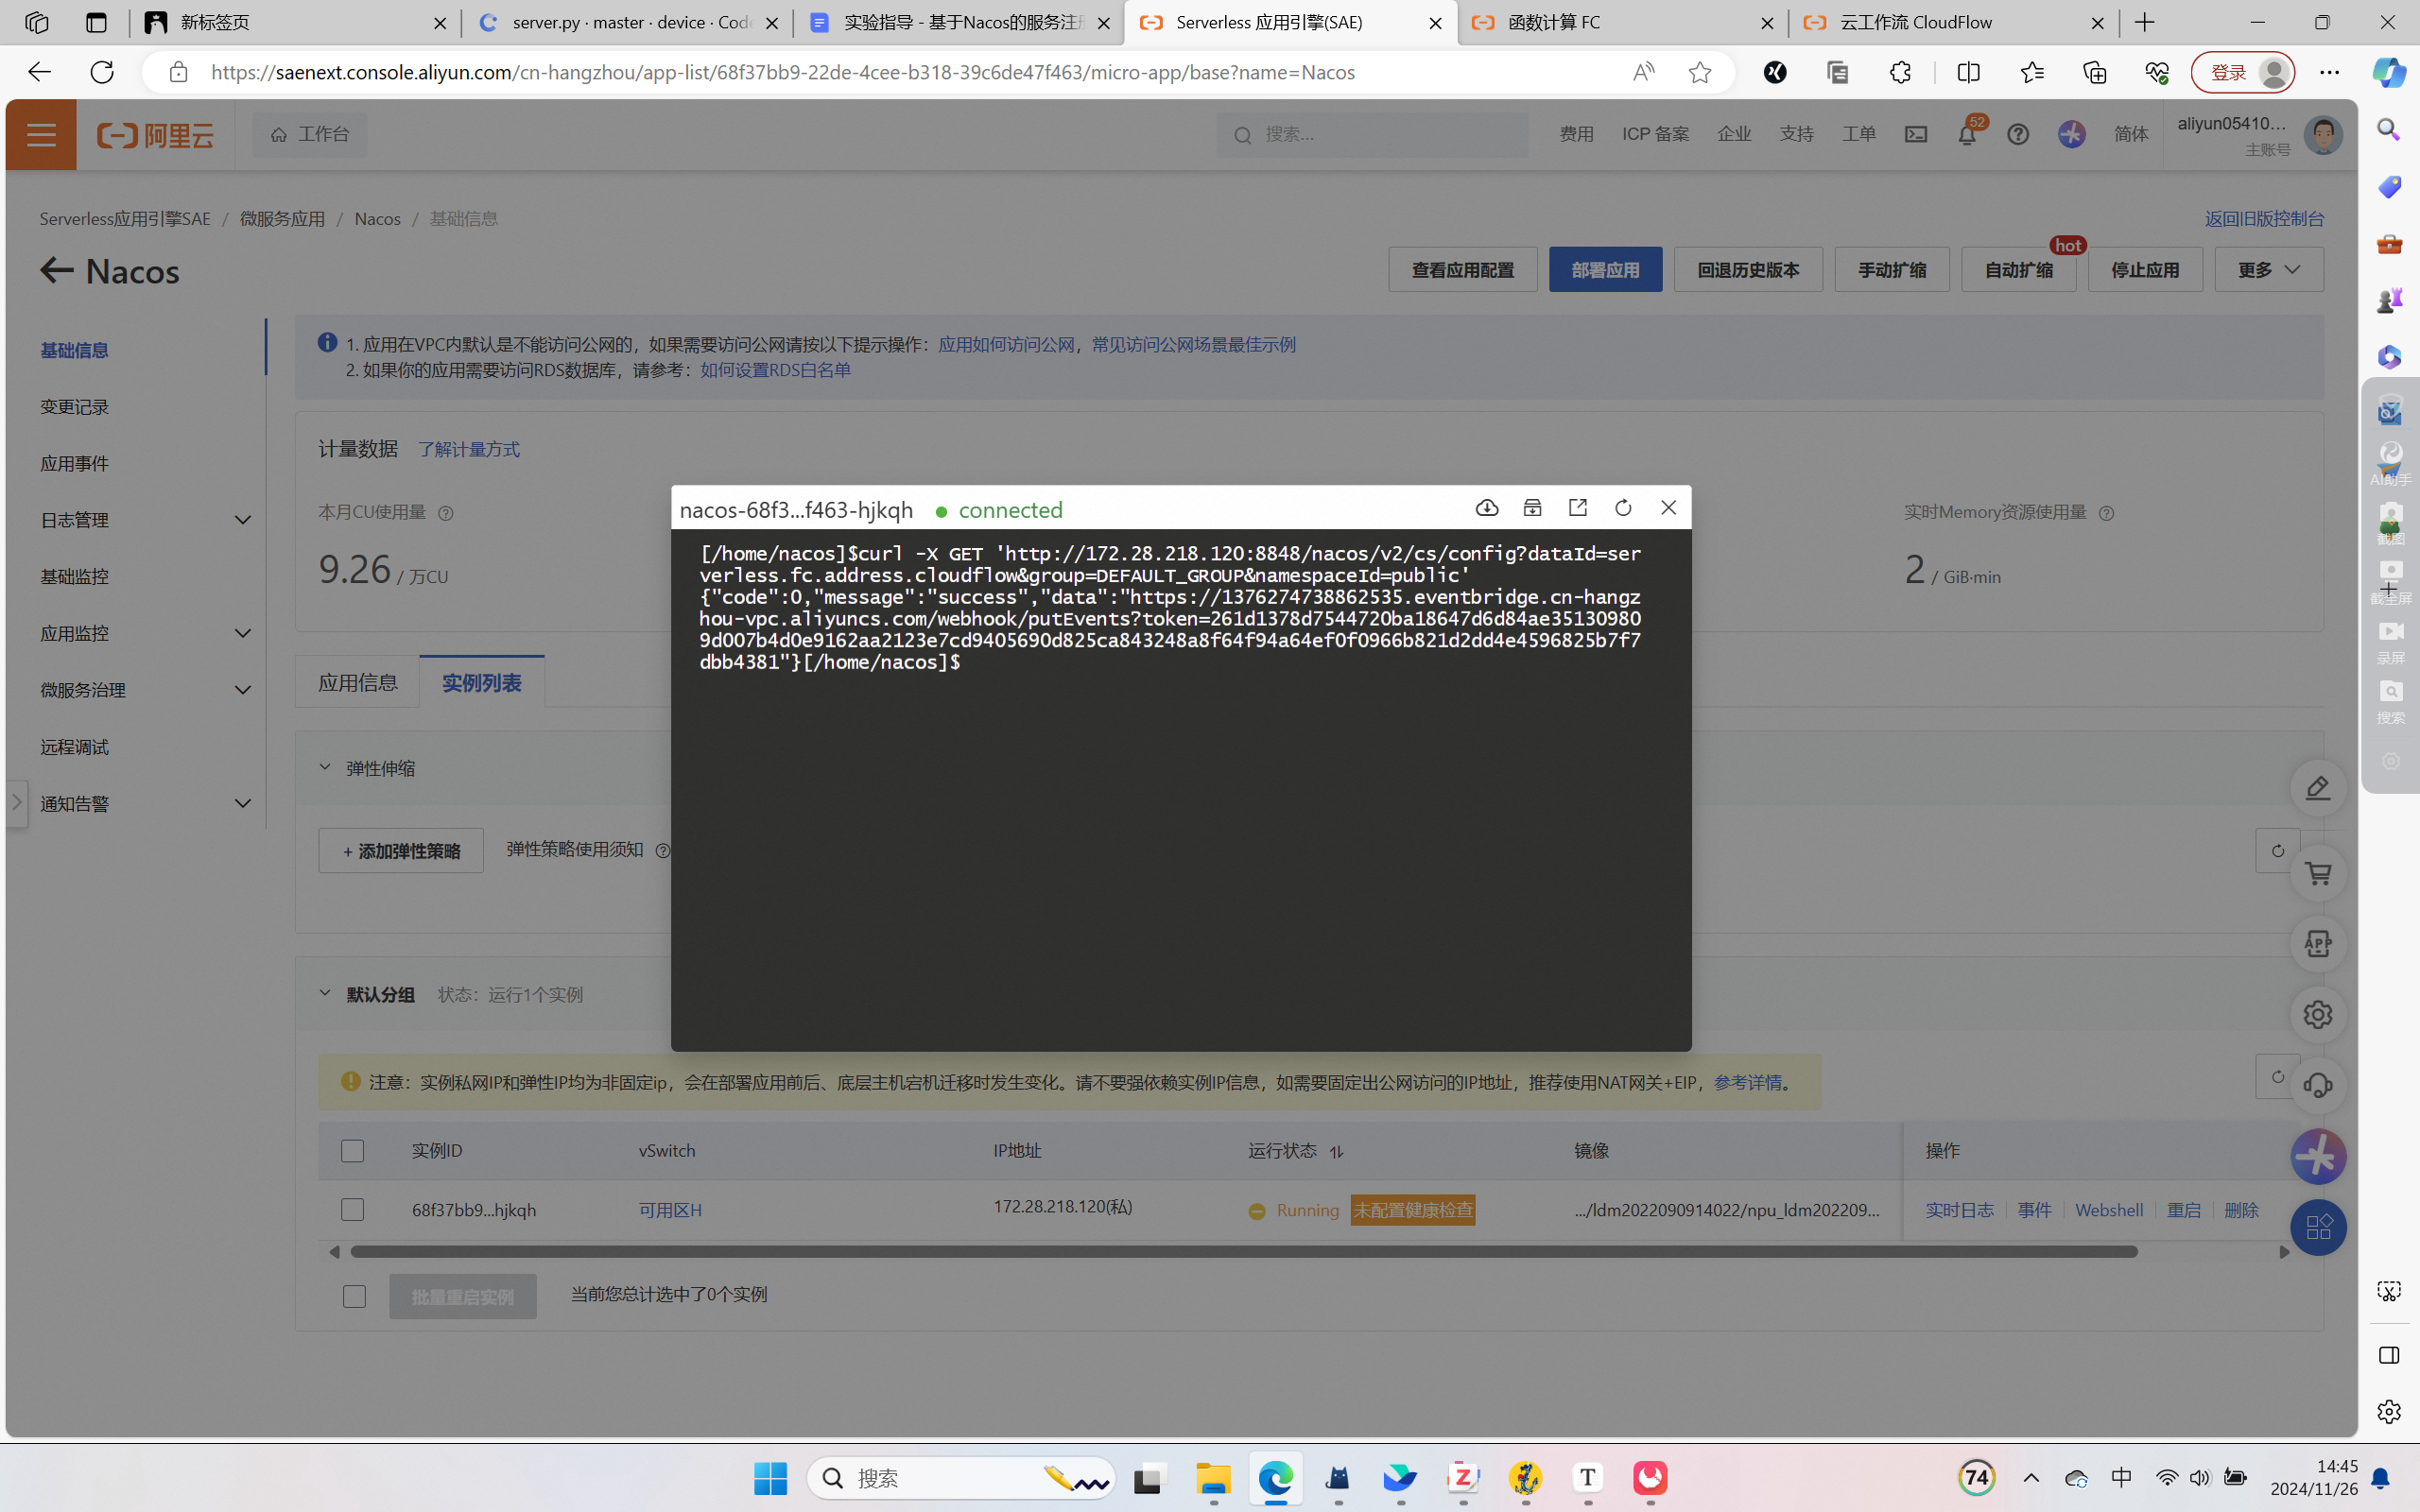 新标签页
server.py · master · device · Code
实验指导 - 基于Nacos的服务注册
Serverless 应用引擎(SAE)
函数计算 FC
云工作流 CloudFlow
https://saenext.console.aliyun.com/cn-hangzhou/app-list/68f37bb9-22de-4cee-b318-39c6de47f463/micro-app/base?name=Nacos
登录
阿里云
工作台
搜索...
费用
ICP 备案
企业
支持
工单
52
简体
aliyun05410...
主账号
Serverless应用引擎SAE / 微服务应用 / Nacos / 基础信息
返回旧版控制台
Nacos
查看应用配置
部署应用
回退历史版本
手动扩缩
自动扩缩
hot
停止应用
更多
基础信息
变更记录
应用事件
日志管理
基础监控
应用监控
微服务治理
远程调试
通知告警
1. 应用在VPC内默认是不能访问公网的，如果需要访问公网请按以下提示操作：应用如何访问公网，常见访问公网场景最佳示例
2. 如果你的应用需要访问RDS数据库，请参考：如何设置RDS白名单
计量数据 了解计量方式
本月CU使用量
9.26 / 万CU
实时Memory资源使用量
2 / GiB·min
nacos-68f3...f463-hjkqh
connected
[/home/nacos]$curl -X GET 'http://172.28.218.120:8848/nacos/v2/cs/config?dataId=ser
verless.fc.address.cloudflow&group=DEFAULT_GROUP&namespaceId=public'
{"code":0,"message":"success","data":"https://1376274738862535.eventbridge.cn-hangz
hou-vpc.aliyuncs.com/webhook/putEvents?token=261d1378d7544720ba18647d6d84ae35130980
9d007b4d0e9162aa2123e7cd9405690d825ca843248a8f64f94a64ef0f0966b821d2dd4e4596825b7f7
dbb4381"}[/home/nacos]$
应用信息
实例列表
弹性伸缩
+ 添加弹性策略
弹性策略使用须知
默认分组
状态：运行1个实例
注意：实例私网IP和弹性IP均为非固定ip，会在部署应用前后、底层主机宕机迁移时发生变化。请不要强依赖实例IP信息，如需要固定出公网访问的IP地址，推荐使用NAT网关+EIP，参考详情。
实例ID
vSwitch
IP地址
运行状态
镜像
操作
68f37bb9...hjkqh
可用区H
172.28.218.120(私)
Running
未配置健康检查
.../ldm2022090914022/npu_ldm202209...
实时日志
事件
Webshell
重启
删除
批量重启实例
当前您总计选中了0个实例
AI助手
截图
截全屏
录屏
搜索
APP
搜索
74
中
14:45
2024/11/26